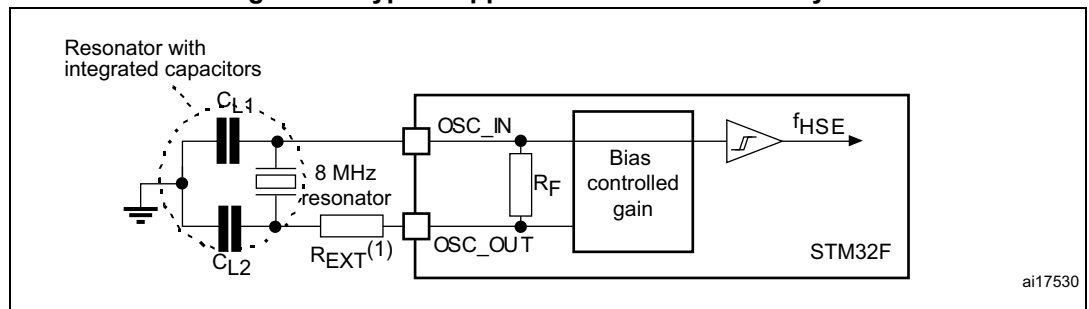 Resonator with
integrated capacitors
CL1
OSC_IN
fHSE
8 MHz
resonator
RF
Bias
controlled
gain
CL2
REXT(1)
OSC_OUT
STM32F
ai17530